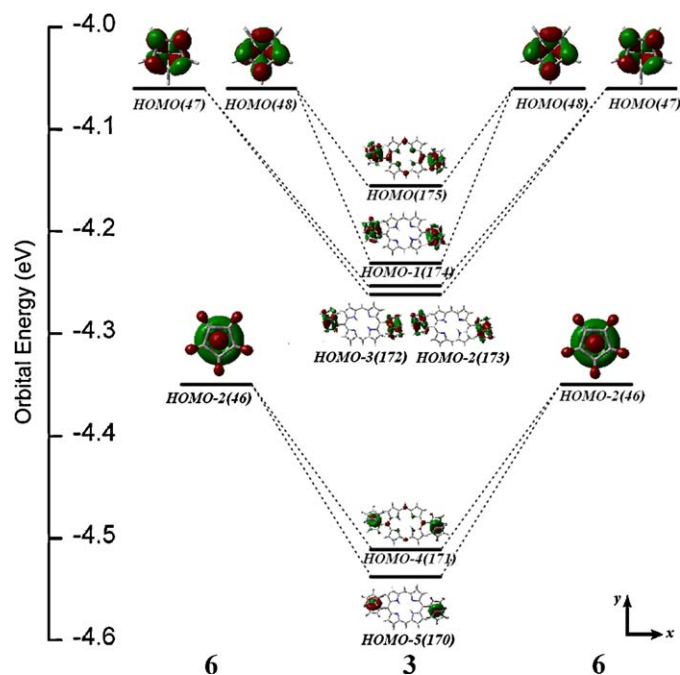 Orbital Energy (eV)
-4.0
-4.1
-4.2
-4.3
-4.4
-4.5
-4.6
HOMO(47)
HOMO(48)
HOMO(48)
HOMO(47)
HOMO(175)
HOMO-1(174)
HOMO-3(172)
HOMO-2(173)
HOMO-2(46)
HOMO-2(46)
HOMO-4(171)
HOMO-5(170)
y
x
6
3
6